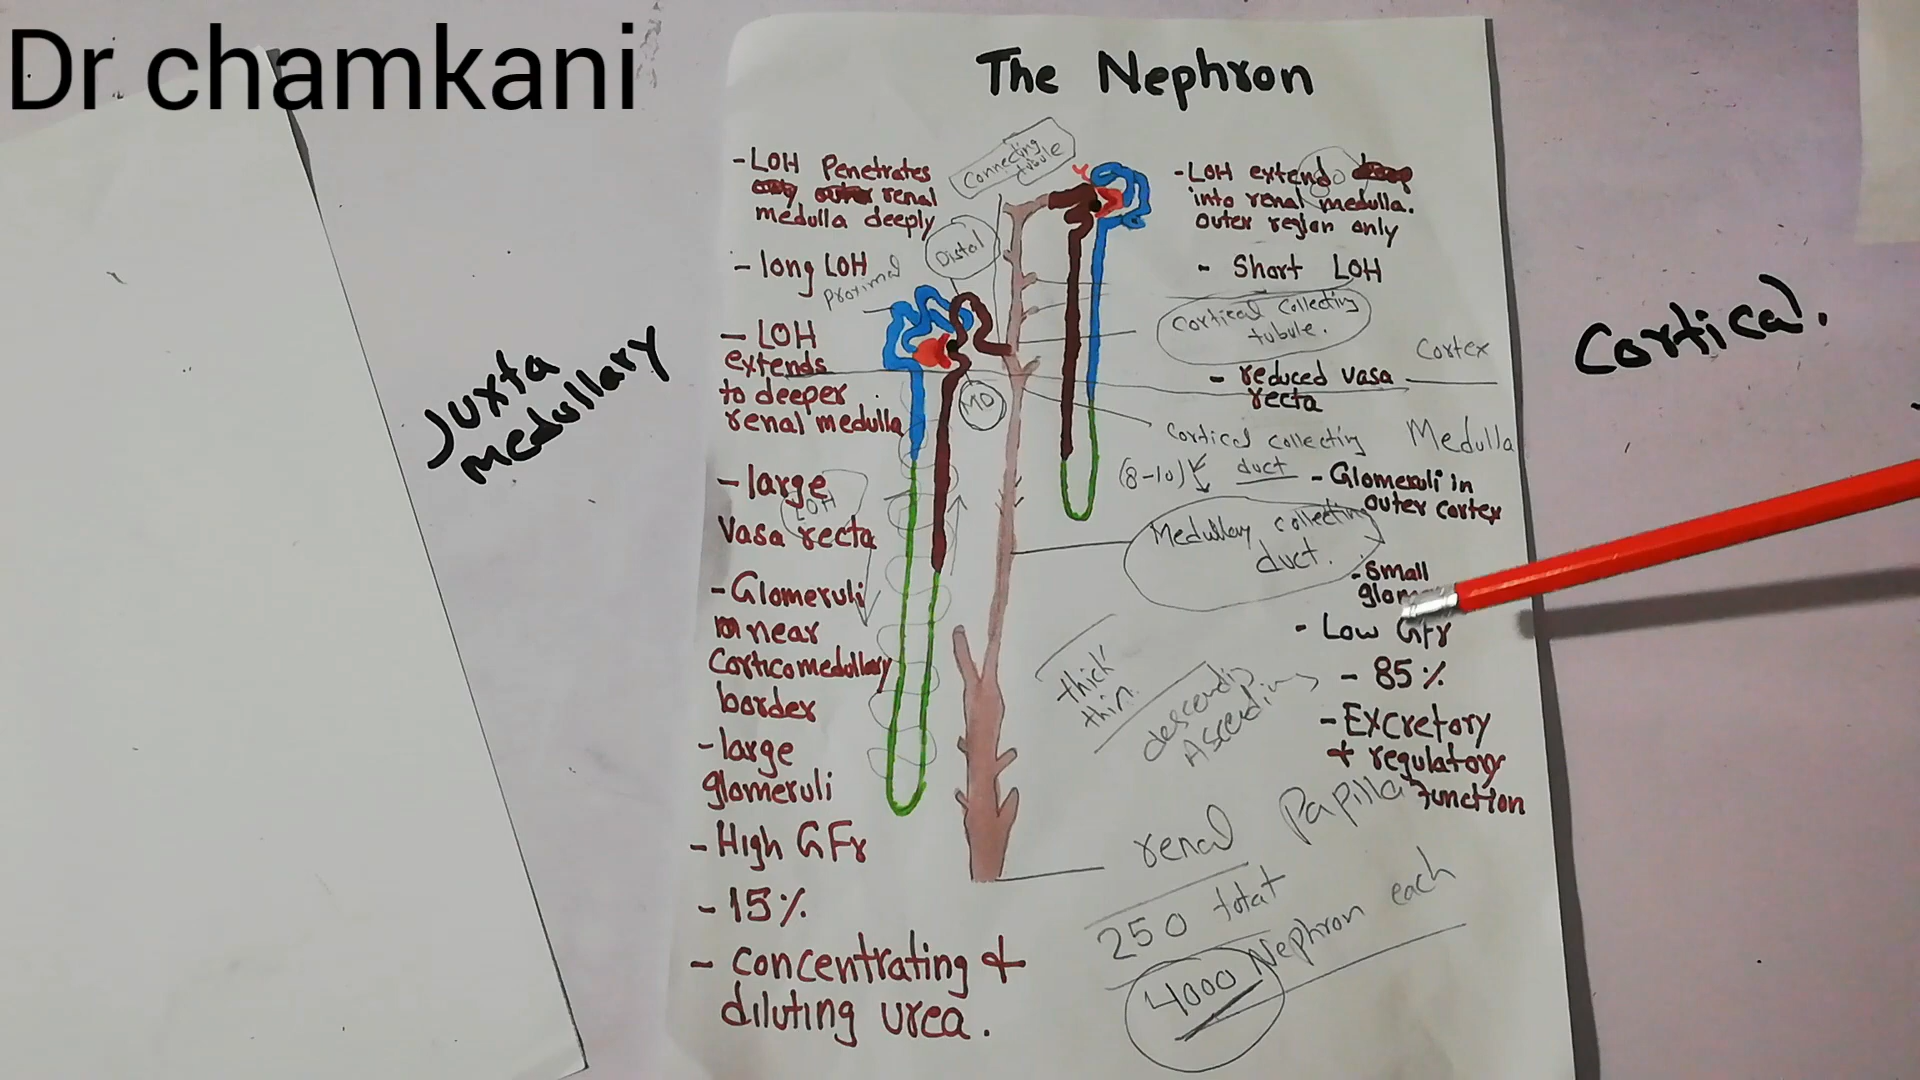 Dr chamkani
The Nephron
-LOH Penetrates
renal
medulla deeply
- long LOH
- LOH
extends
to deeper
renal medulla
- large
Vasa recta
- Glomeruli
near
Corticomedullary
border
- large
glomeruli
- High GFr
- 15%
- concentrating +
diluting urea.
Juxta
medullary
Connecting
tubule
Distal
Proximal
MD
LOH
-LOH extend
into renal medulla.
outer region only
- Short LOH
Cortical Collecting
tubule.
Cortex
- reduced vasa
recta
Cortical collecting
duct
Medulla
(8-10)
- Glomeruli in
outer cortex
Medullary collecting
duct.
- Small
glom
- Low GFr
- 85%
- Excretory
+ regulatory
function
thick
thin
descending
Ascending
renal Papilla
250 total
4000 Nephron each
Cortical.